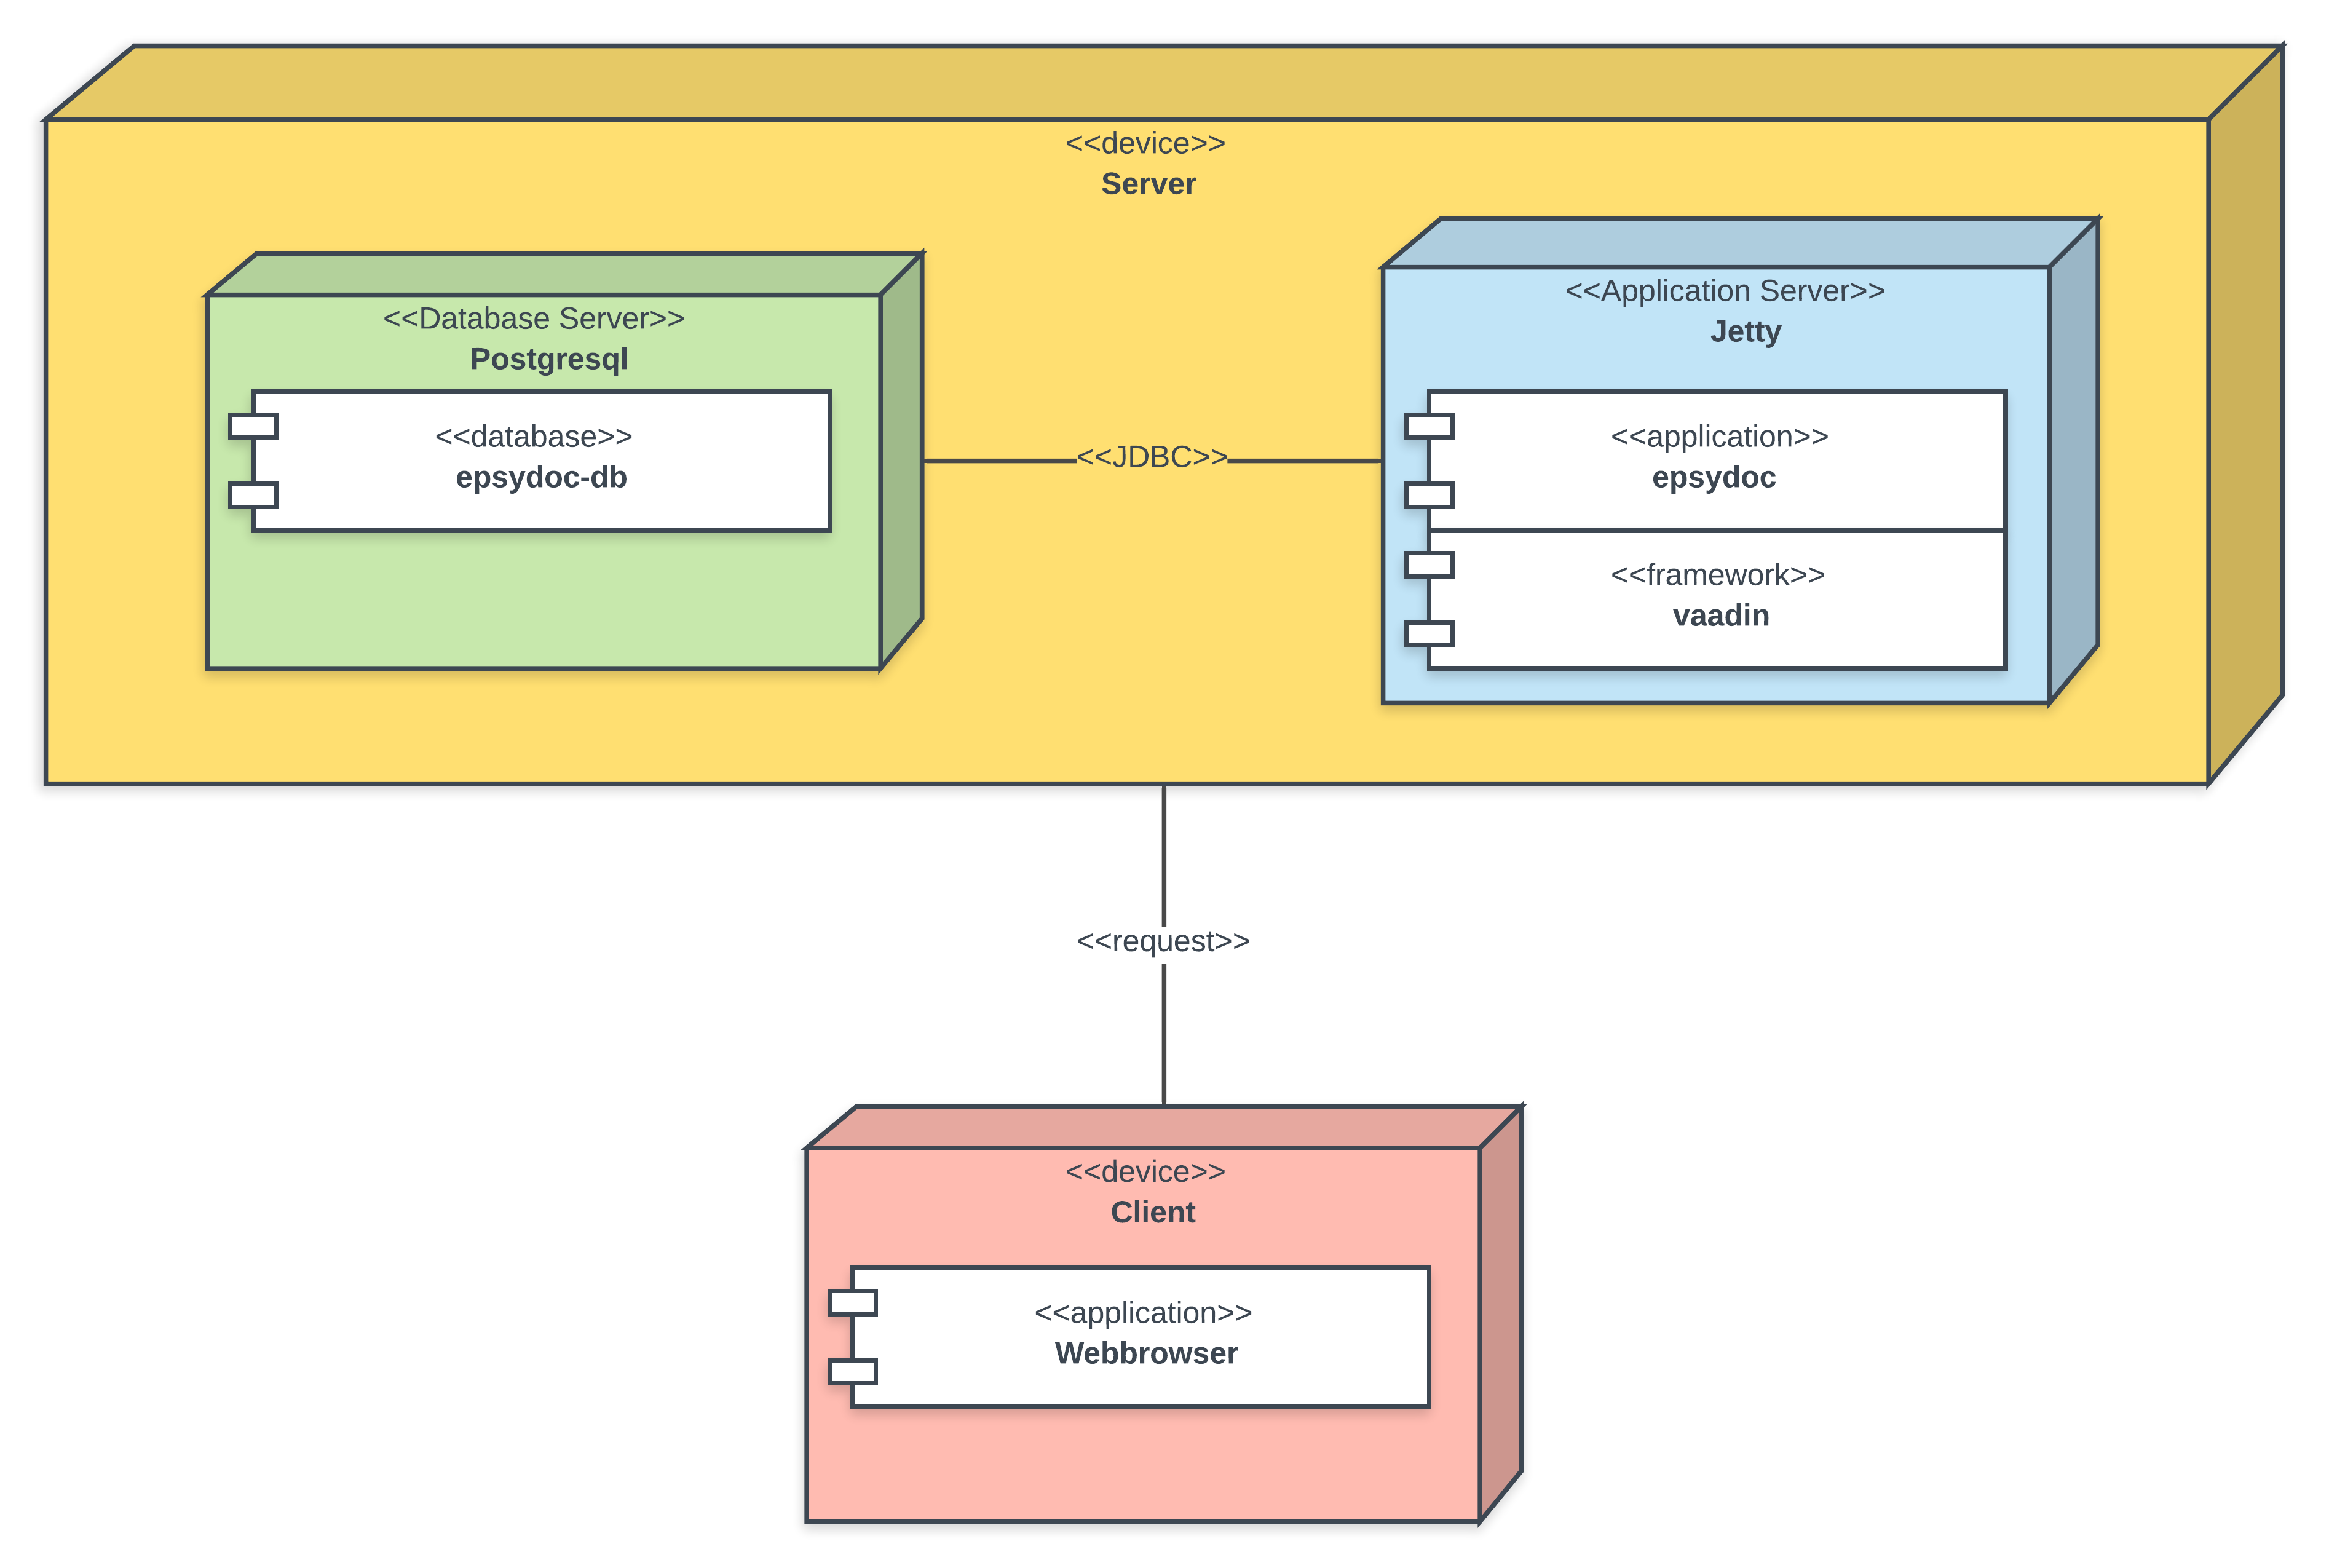 <<device>>
Server
<<Database Server>>
Postgresql
<<database>>
epsydoc-db
<<JDBC>>
<<Application Server>>
Jetty
<<application>>
epsydoc
<<framework>>
vaadin
<<request>>
<<device>>
Client
<<application>>
Webbrowser